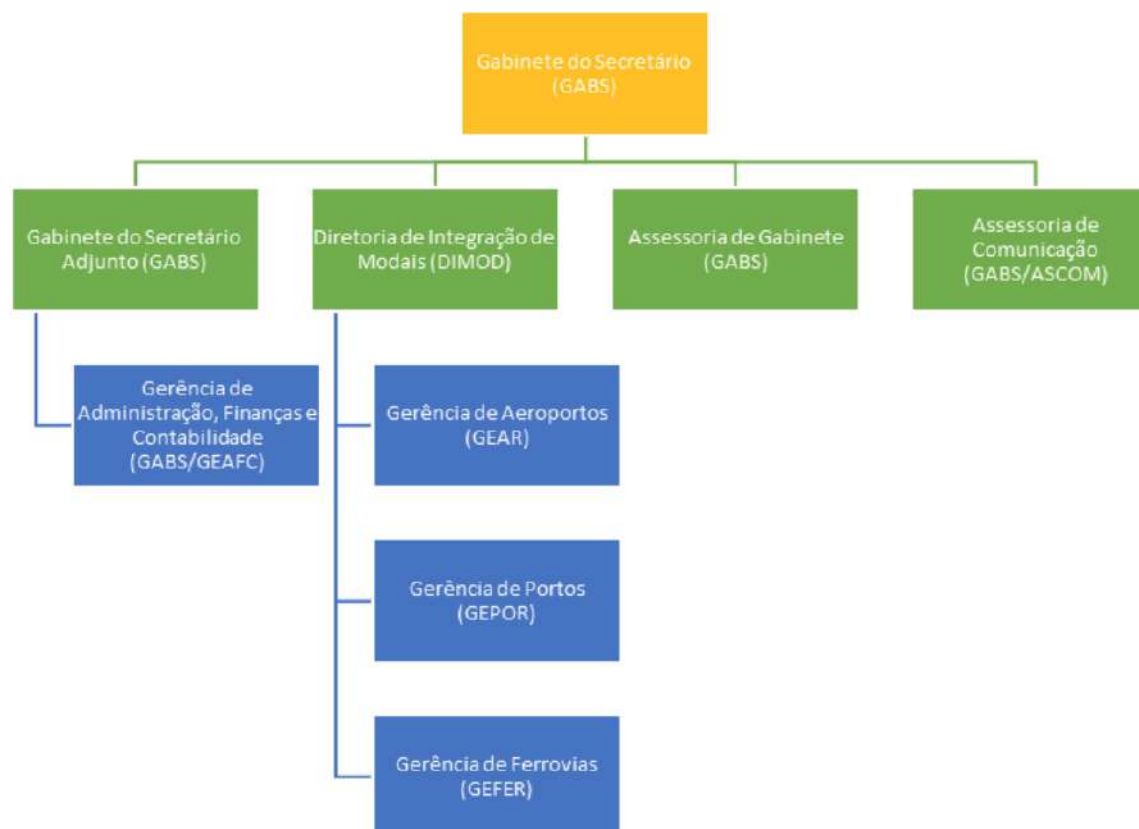 Gabinete do Secretário
(GABS)
Gabinete do Secretário
Adjunto (GABS)
Diretoria de Integração de
Modais (DIMOD)
Assessoria de Gabinete
(GABS)
Assessoria de
Comunicação
(GABS/ASCOM)
Gerência de
Administração, Finanças e
Contabilidade
(GABS/GEAFC)
Gerência de Aeroportos
(GEAR)
Gerência de Portos
(GEPOR)
Gerência de Ferrovias
(GEFER)